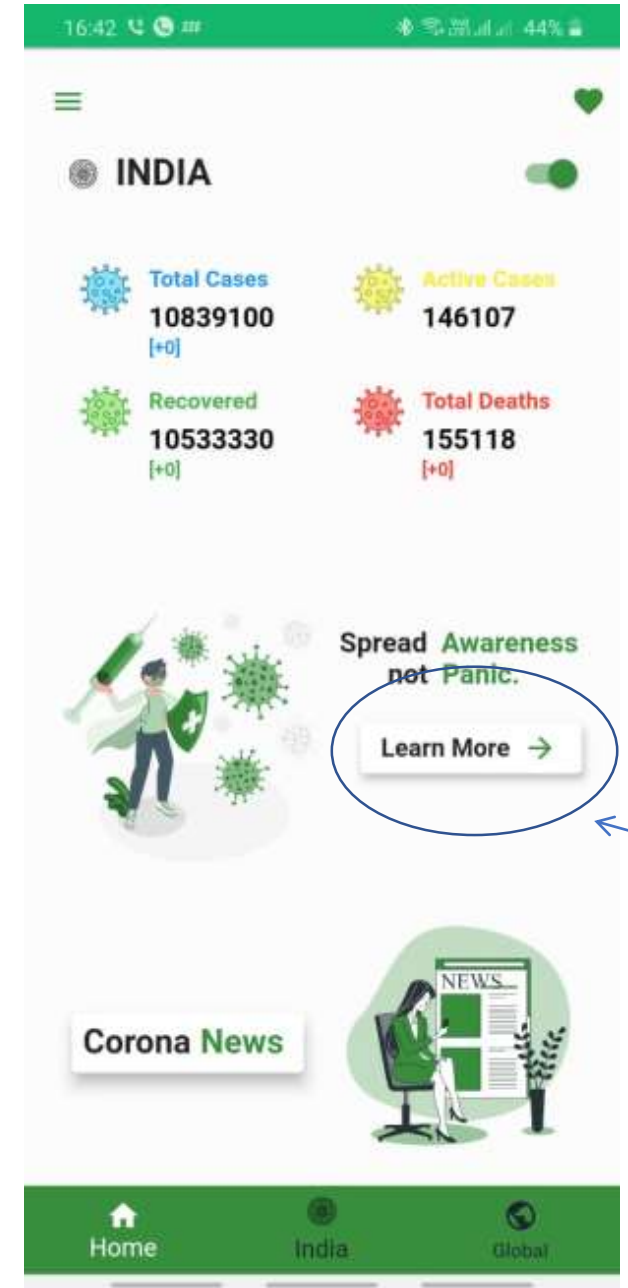 16:42 44%
INDIA
Total Cases Active Cases
10839100 146107
[+0]
Recovered Total Deaths
10533330 155118
[+0] [+0]
Spread Awareness
not Panic.
Learn More →
NEWS
Corona News
Home India Global